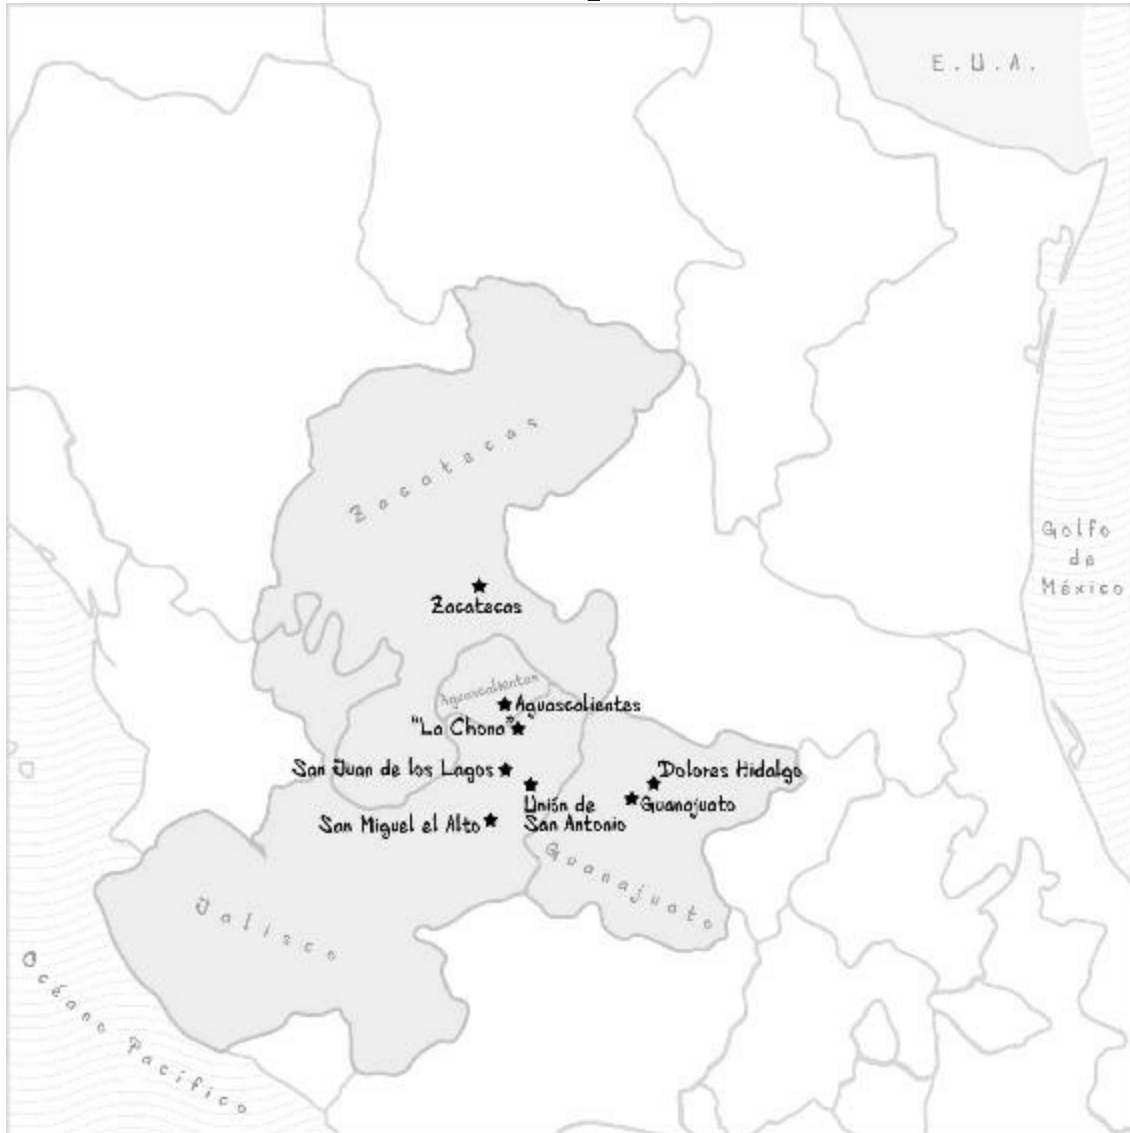 E.U.A.
Zacatecas
Golfo
de
México
Zacatecas
Aguascalientes
Aguascalientes
"La Chona"
San Juan de los Lagos
Dolores Hidalgo
Unión de
San Antonio
Guanajuato
San Miguel el Alto
Guanajuato
Jalisco
Océano Pacífico